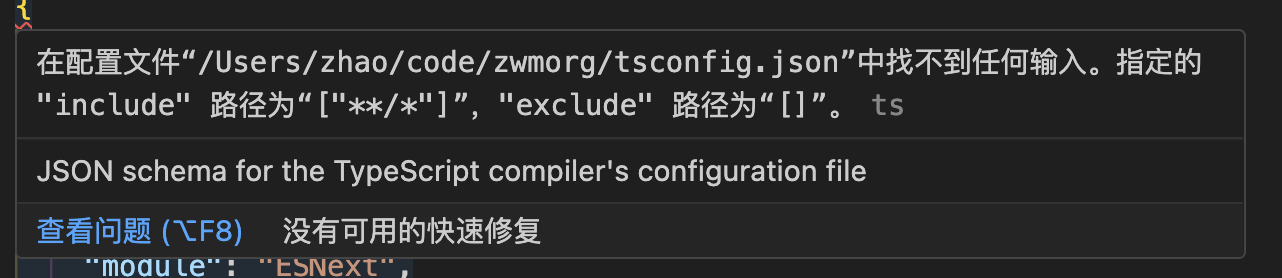 {
在配置文件“/Users/zhao/code/zwmorg/tsconfig.json”中找不到任何输入。指定的
"include" 路径为“["**/*"]”，"exclude" 路径为“[]”。 ts
JSON schema for the TypeScript compiler's configuration file
查看问题 (⌥F8) 没有可用的快速修复
"module": "ESNext",